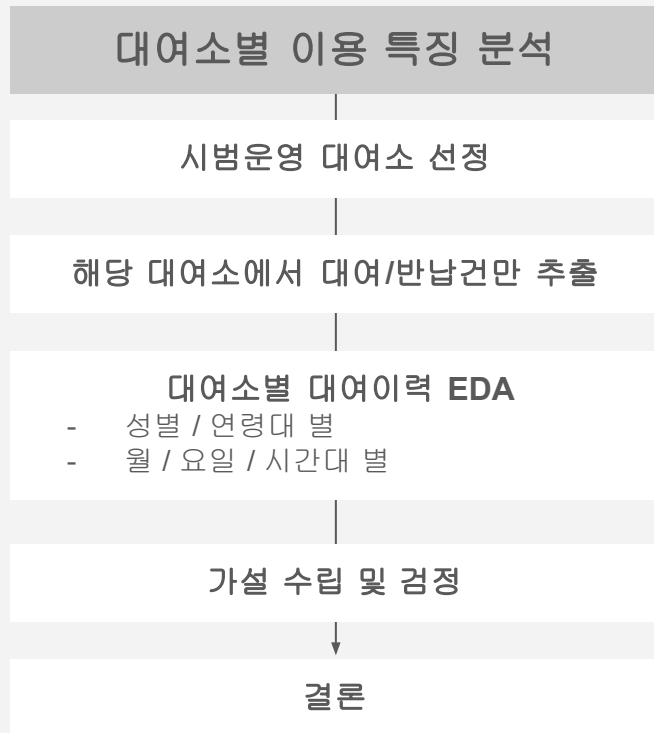 대여소별 이용 특징 분석
시범운영 대여소 선정
해당 대여소에서 대여/반납건만 추출
대여소별 대여이력 EDA
- 성별 / 연령대 별
- 월 / 요일 / 시간대 별
가설 수립 및 검정
결론